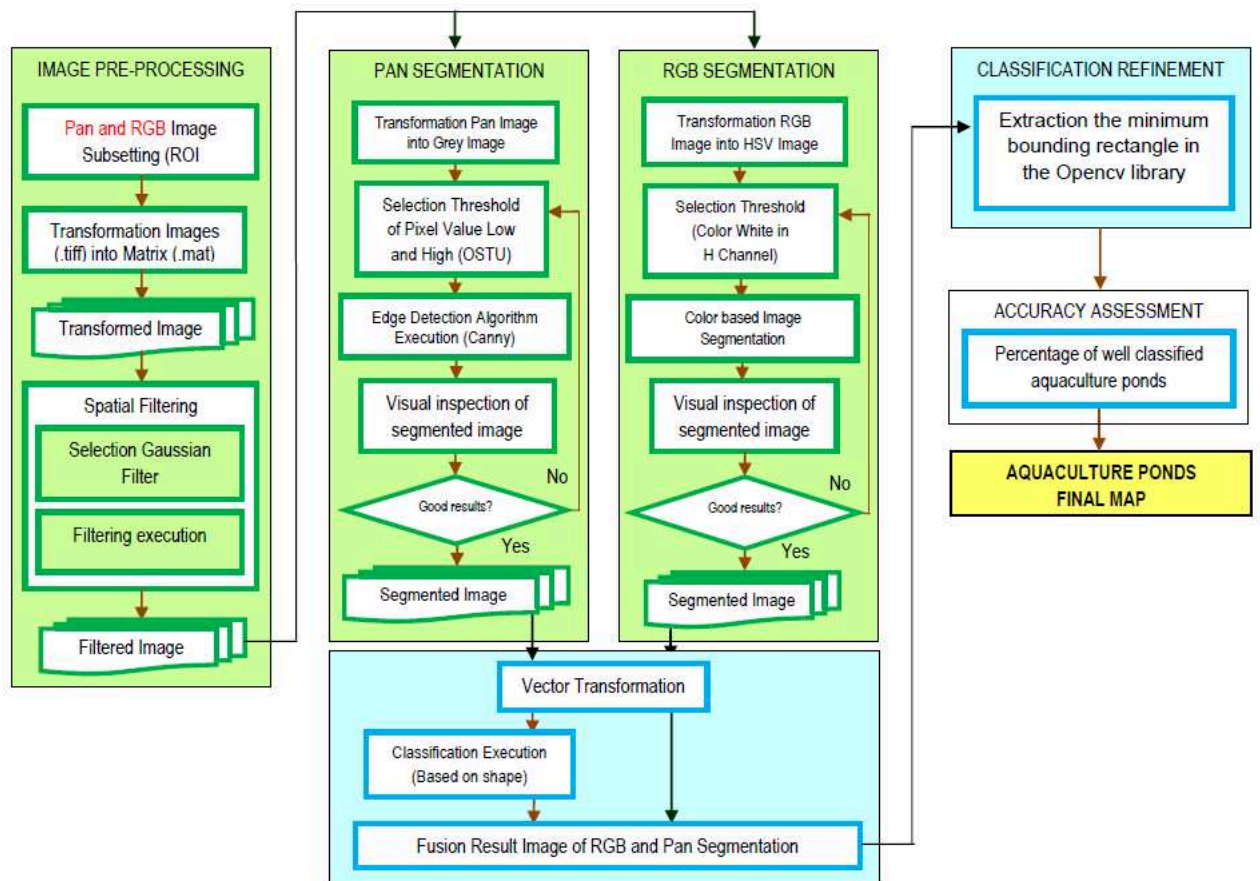 IMAGE PRE-PROCESSING
Pan and RGB Image
Subsetting (ROI
Transformation Images
(.tiff) into Matrix (.mat)
Transformed Image
Spatial Filtering
Selection Gaussian
Filter
Filtering execution
Filtered Image
PAN SEGMENTATION
Transformation Pan Image
into Grey Image
Selection Threshold
of Pixel Value Low
and High (OSTU)
Edge Detection Algorithm
Execution (Canny)
Visual inspection of
segmented image
No
Good results?
Yes
Segmented Image
RGB SEGMENTATION
Transformation RGB
Image into HSV Image
Selection Threshold
(Color White in
H Channel)
Color based Image
Segmentation
Visual inspection of
segmented image
No
Good results?
Yes
Segmented Image
Vector Transformation
Classification Execution
(Based on shape)
Fusion Result Image of RGB and Pan Segmentation
CLASSIFICATION REFINEMENT
Extraction the minimum
bounding rectangle in
the Opencv library
ACCURACY ASSESSMENT
Percentage of well classified
aquaculture ponds
AQUACULTURE PONDS
FINAL MAP